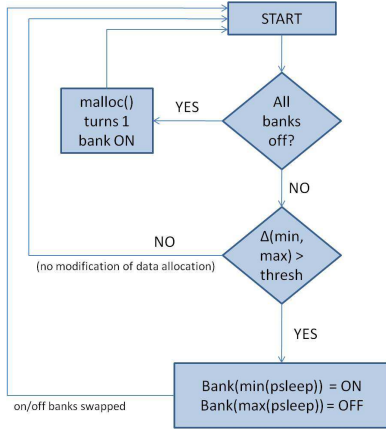 START
malloc()
turns 1
bank ON
YES
All
banks
off?
NO
NO
(no modification of data allocation)
Δ(min,
max) >
thresh
YES
Bank(min(psleep)) = ON
Bank(max(psleep)) = OFF
on/off banks swapped